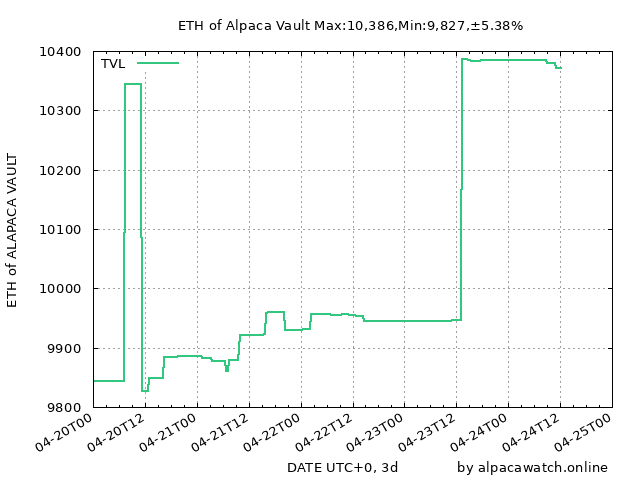 ETH of Alpaca Vault Max:10,386,Min:9,827,±5.38%
TVL
10400
10300
10200
10100
10000
9900
9800
ETH of ALAPACA VAULT
04-20T00
04-20T12
04-21T00
04-21T12
04-22T00
04-22T12
04-23T00
04-23T12
04-24T00
04-24T12
04-25T00
DATE UTC+0, 3d
by alpacawatch.online